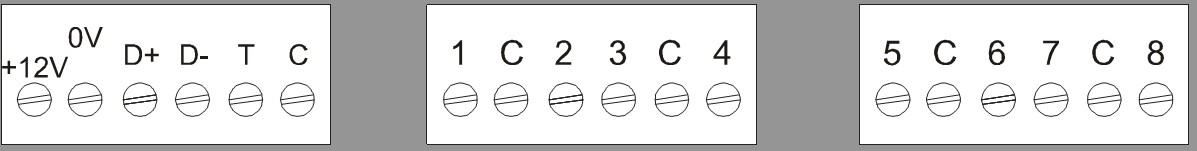 +12V 0V D+ D- T C
1 C 2 3 C 4
5 C 6 7 C 8